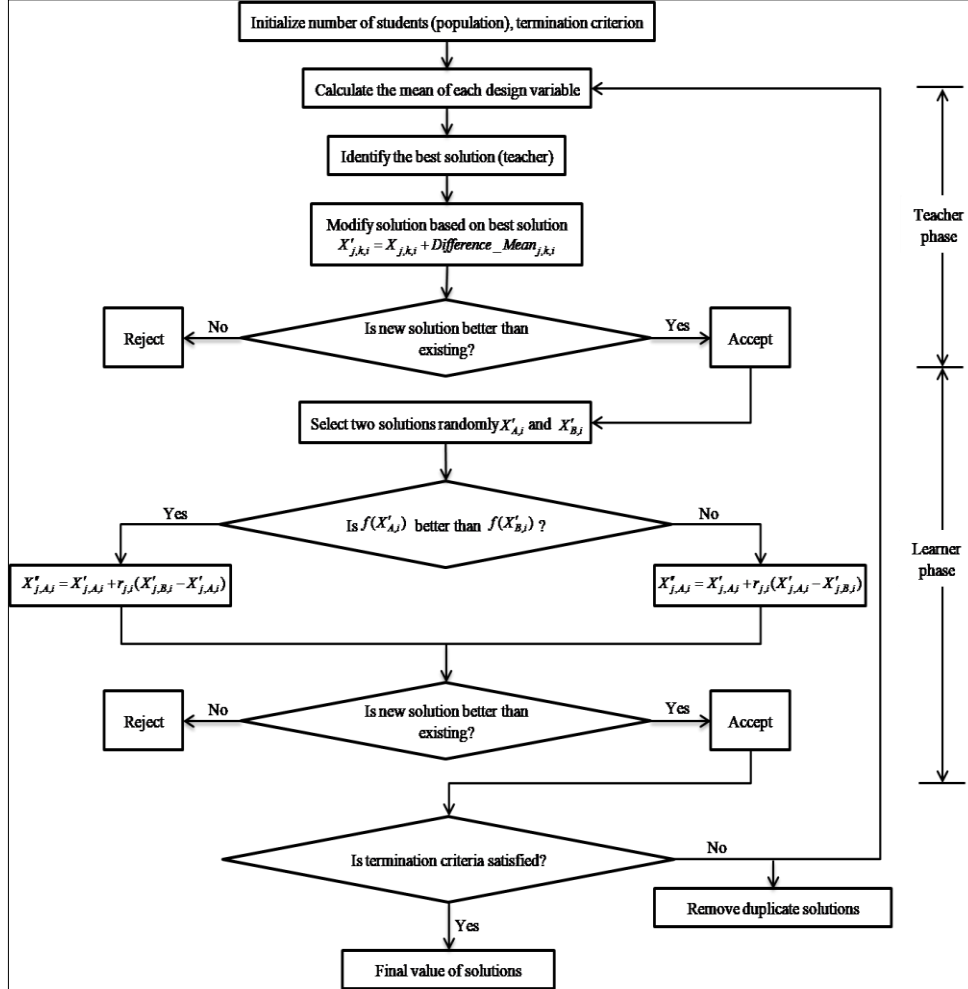 Initialize number of students (population), termination criterion
Calculate the mean of each design variable
Identify the best solution (teacher)
Modify solution based on best solution
X′j,k,i = Xj,k,i + Difference_Meanj,k,i
Teacher
phase
Reject
No
Is new solution better than
existing?
Yes
Accept
Select two solutions randomly X′A,i and X′B,i
Yes
Is f(X′A,i) better than f(X′B,i) ?
No
Learner
phase
X″j,A,i = X′j,A,i + rj,i(X′j,B,i − X′j,A,i)
X″j,A,i = X′j,A,i + rj,i(X′j,A,i − X′j,B,i)
Reject
No
Is new solution better than
existing?
Yes
Accept
Is termination criteria satisfied?
No
Remove duplicate solutions
Yes
Final value of solutions